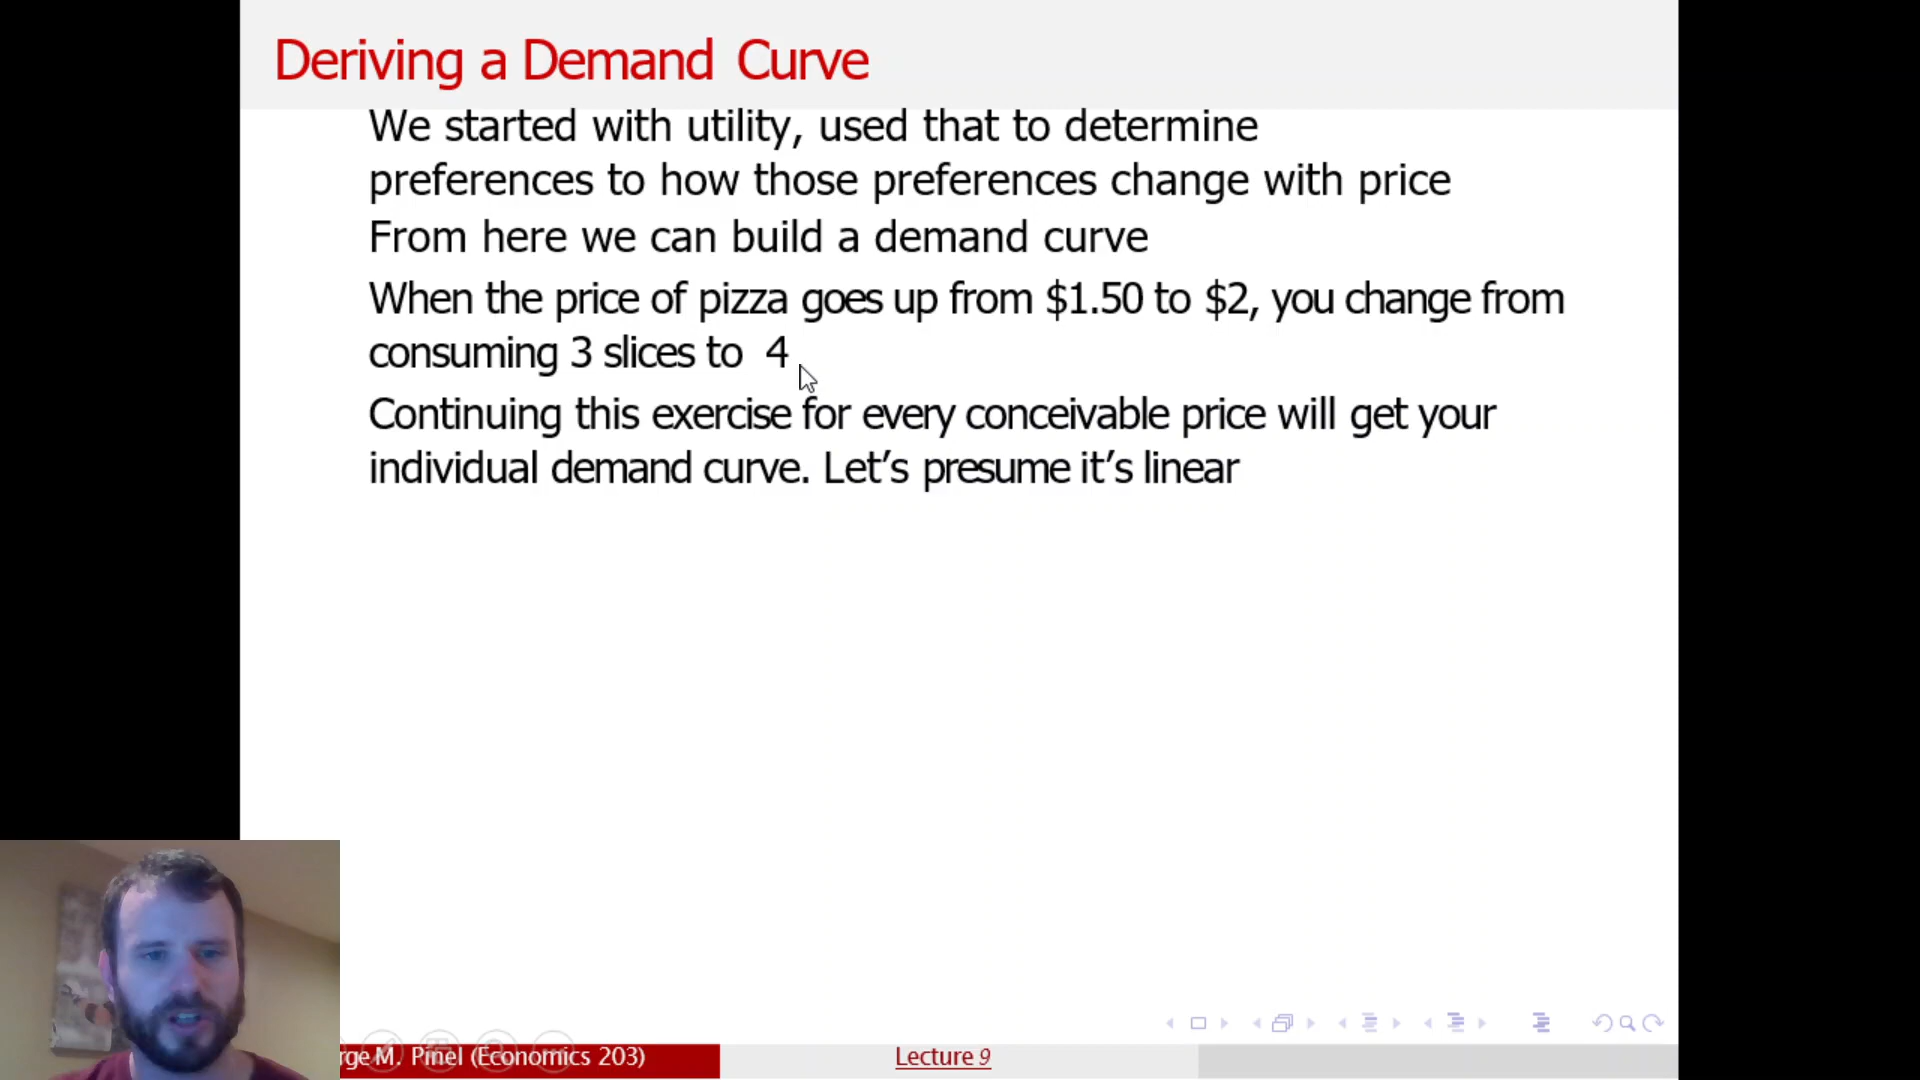 Deriving a Demand Curve
We started with utility, used that to determine
preferences to how those preferences change with price
From here we can build a demand curve
When the price of pizza goes up from $1.50 to $2, you change from
consuming 3 slices to 4
Continuing this exercise for every conceivable price will get your
individual demand curve. Let’s presume it’s linear
M. Pinel (Economics 203)
Lecture 9